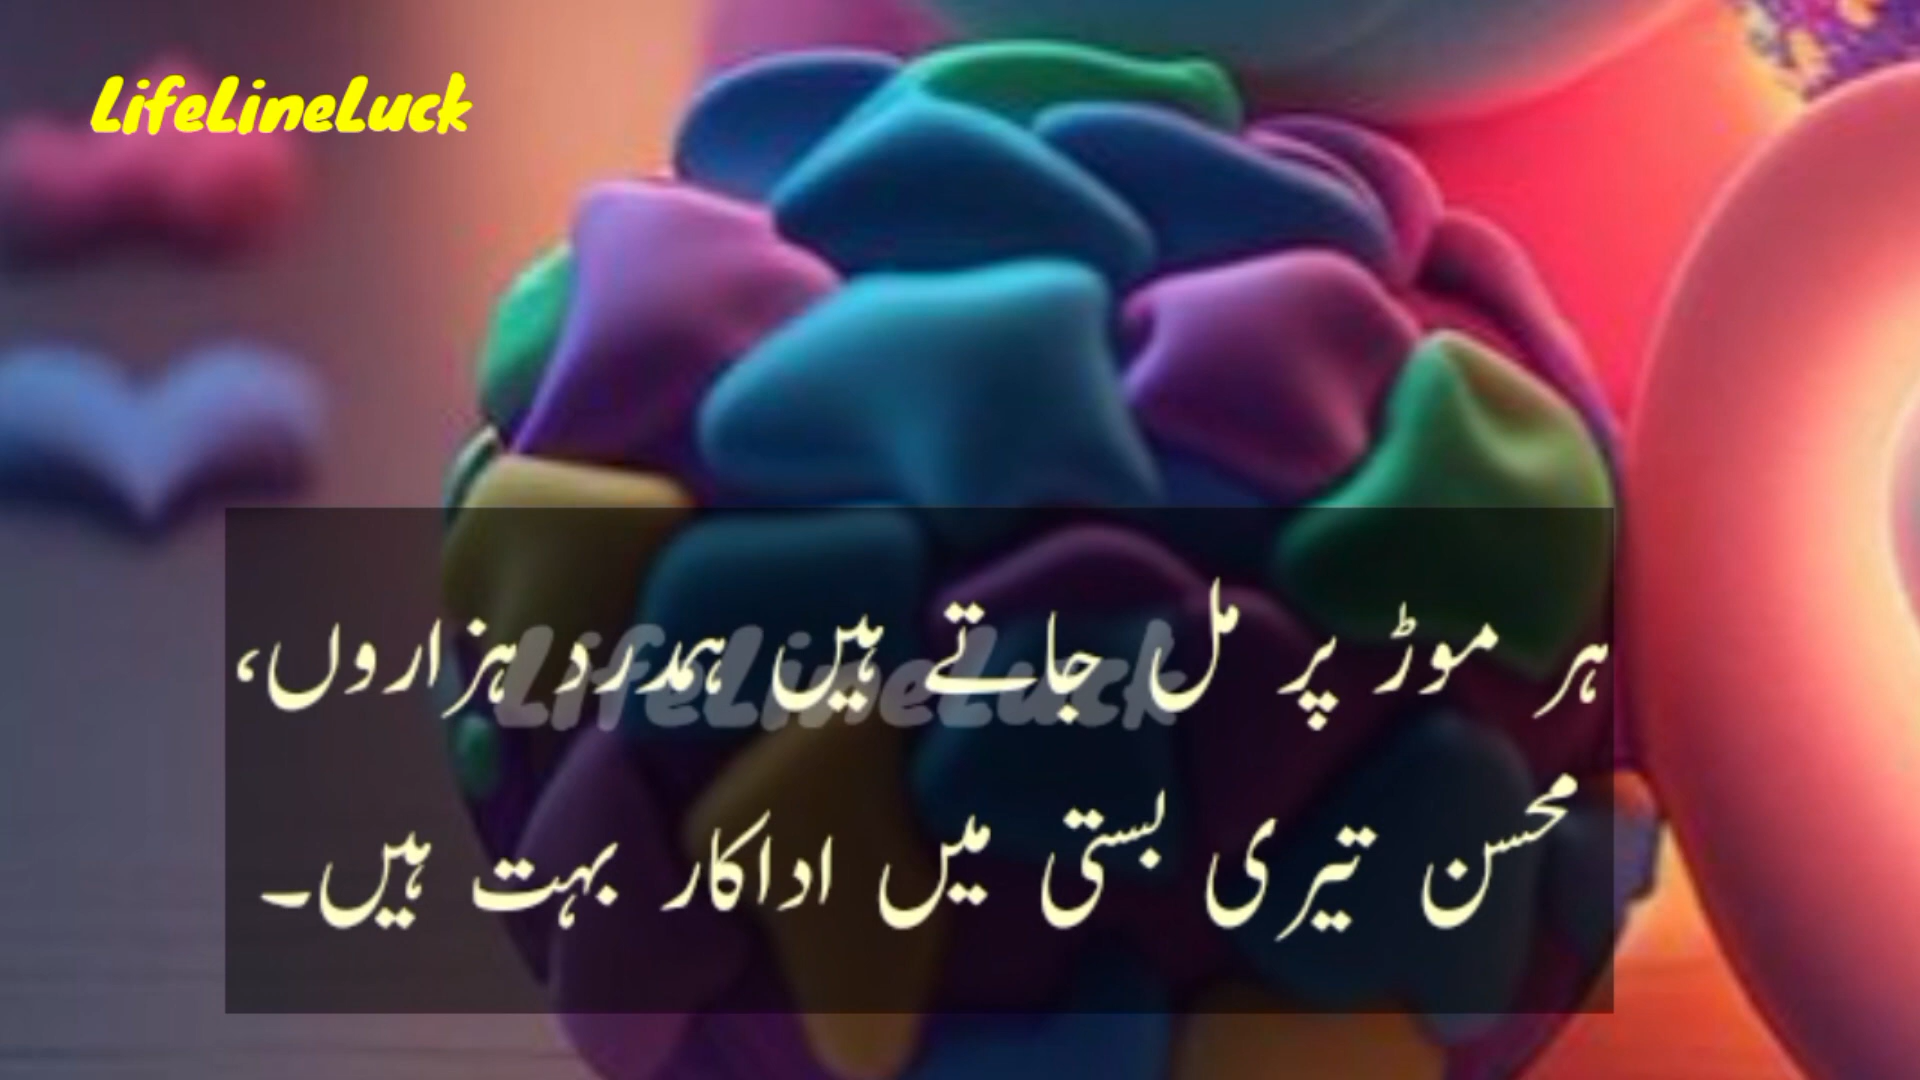 LifeLineLuck
ہر موڑ پر مل جاتے ہیں ہمدرد ہزاروں،
LifeLineLuck
محسن تیری بستی میں اداکار بہت ہیں۔